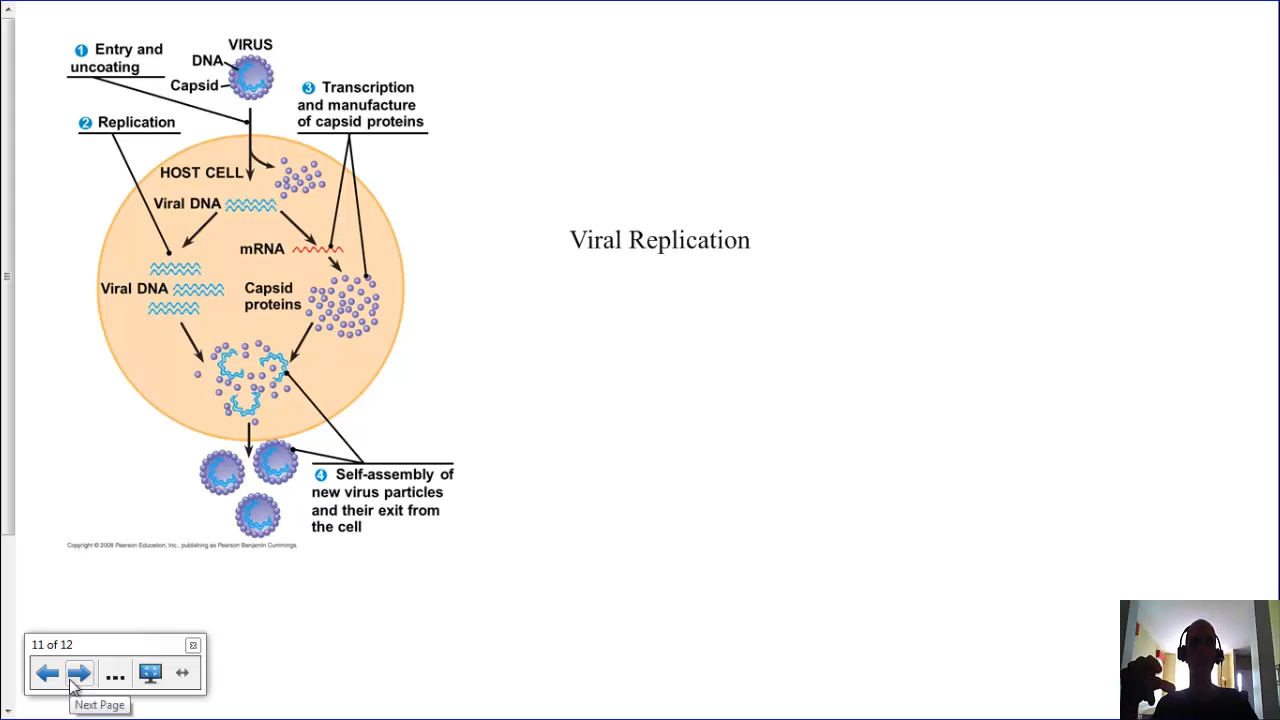 VIRUS
DNA
Capsid
1 Entry and
uncoating
2 Replication
3 Transcription
and manufacture
of capsid proteins
HOST CELL
Viral DNA
mRNA
Viral DNA
Capsid
proteins
4 Self-assembly of
new virus particles
and their exit from
the cell
Copyright © 2008 Pearson Education, Inc., publishing as Pearson Benjamin Cummings.
Viral Replication
11 of 12
...
Next Page